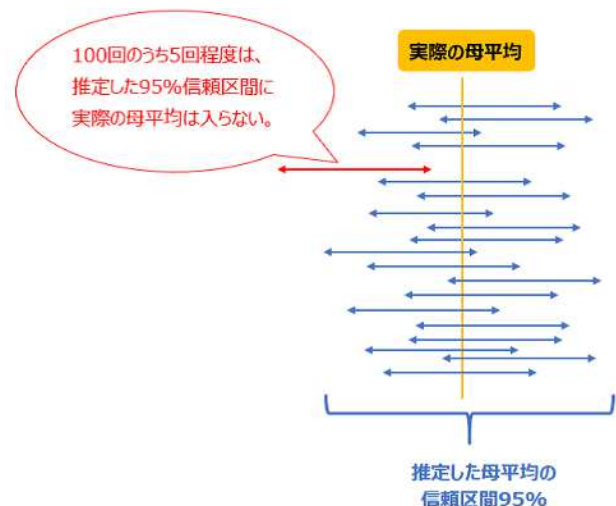 100回のうち5回程度は、
推定した95%信頼区間に
実際の母平均は入らない。
実際の母平均
推定した母平均の
信頼区間95%